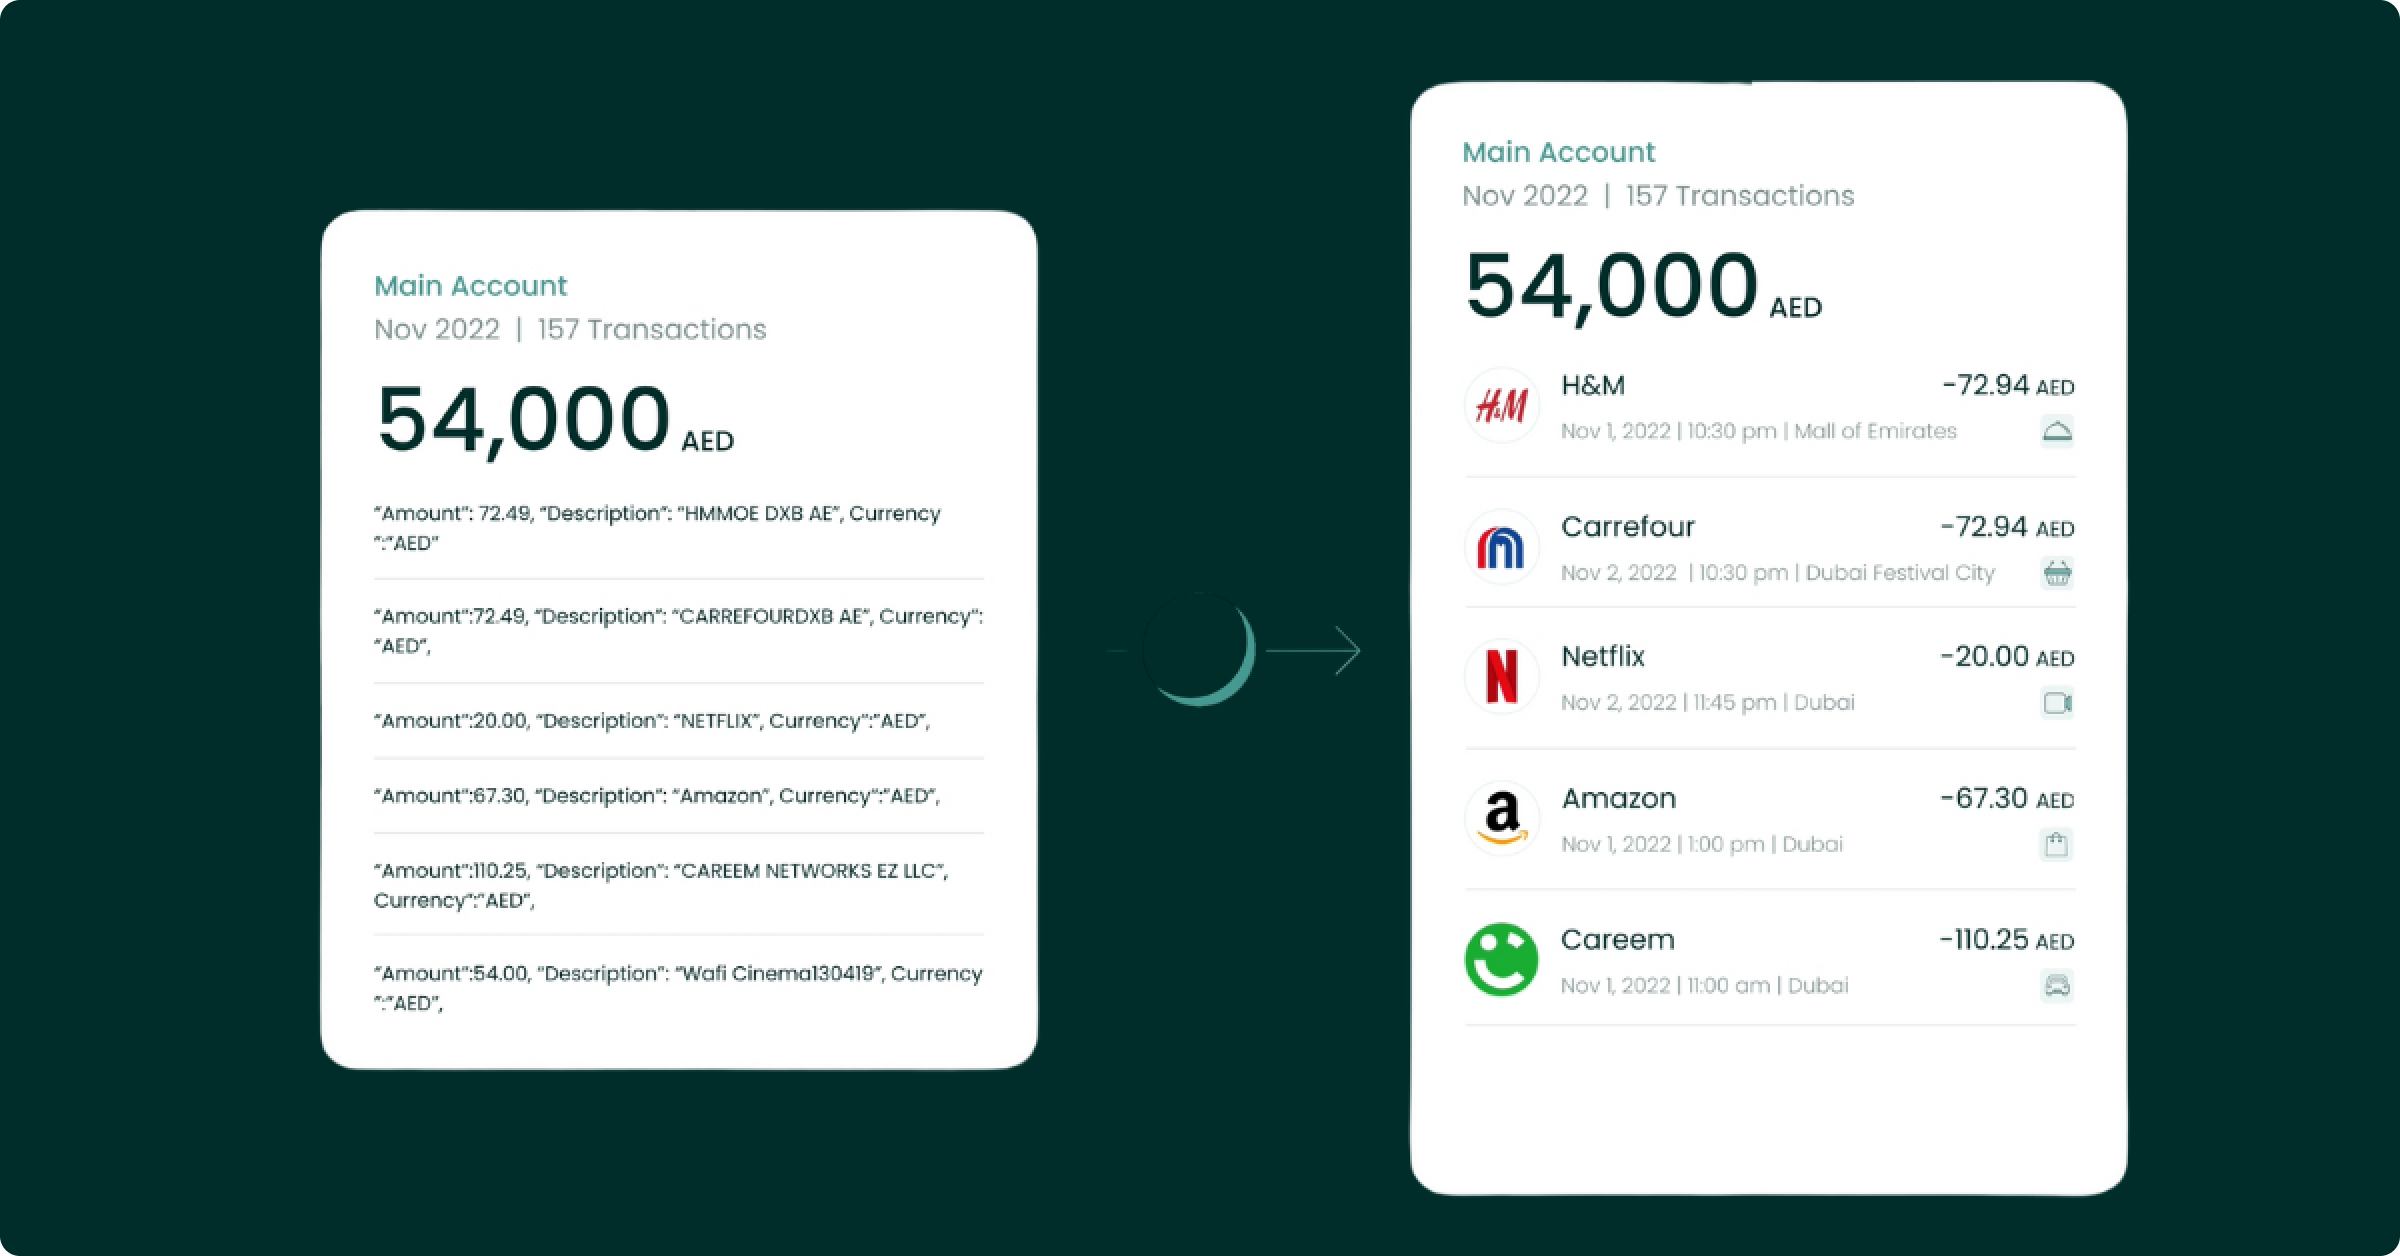 Main Account
Nov 2022 | 157 Transactions
54,000 AED
“Amount”: 72.49, “Description”: “HMMOE DXB AE”, Currency
“:“AED”
“Amount”:72.49, “Description”: “CARREFOURDXB AE”, Currency”:
“AED”,
“Amount”:20.00, “Description”: “NETFLIX”, Currency”:“AED”,
“Amount”:67.30, “Description”: “Amazon”, Currency”:“AED”,
“Amount”:110.25, “Description”: “CAREEM NETWORKS EZ LLC”,
Currency”:“AED”,
“Amount”:54.00, “Description”: “Wafi Cinema130419”, Currency
“:“AED”,
Main Account
Nov 2022 | 157 Transactions
54,000 AED
H&M
H&M -72.94 AED
Nov 1, 2022 | 10:30 pm | Mall of Emirates
Carrefour -72.94 AED
Nov 2, 2022 | 10:30 pm | Dubai Festival City
N
Netflix -20.00 AED
Nov 2, 2022 | 11:45 pm | Dubai
a
Amazon -67.30 AED
Nov 1, 2022 | 1:00 pm | Dubai
Careem -110.25 AED
Nov 1, 2022 | 11:00 am | Dubai